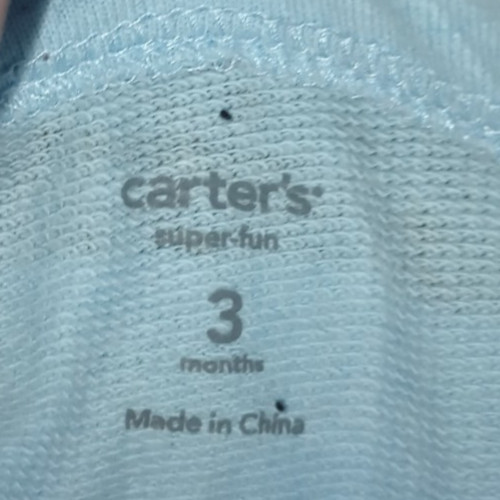 carter's
super-fun
3
months
Made in China